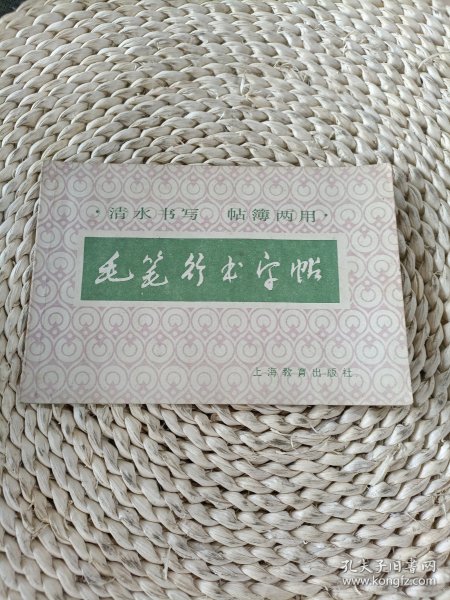 ·清水书写 帖簿两用·
毛笔行书字帖
上海教育出版社
孔夫子旧书网
www.kongfz.com